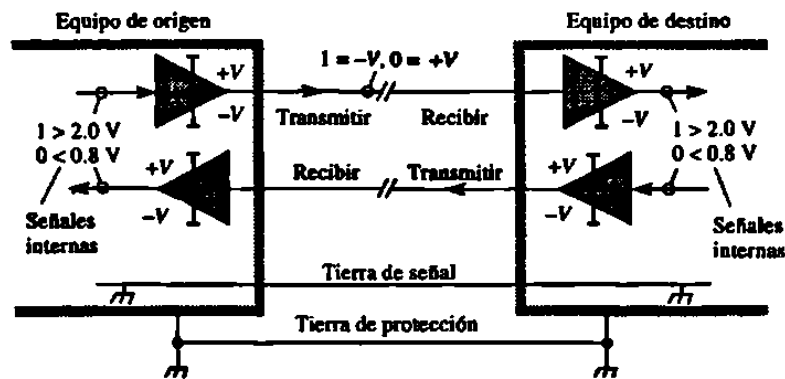 Equipo de origen
Equipo de destino
1 = –V, 0 = +V
+V
–V
Transmitir
Recibir
+V
–V
1 > 2.0 V
0 < 0.8 V
1 > 2.0 V
0 < 0.8 V
+V
–V
Recibir
Transmitir
+V
–V
Señales
internas
Señales
internas
Tierra de señal
Tierra de protección